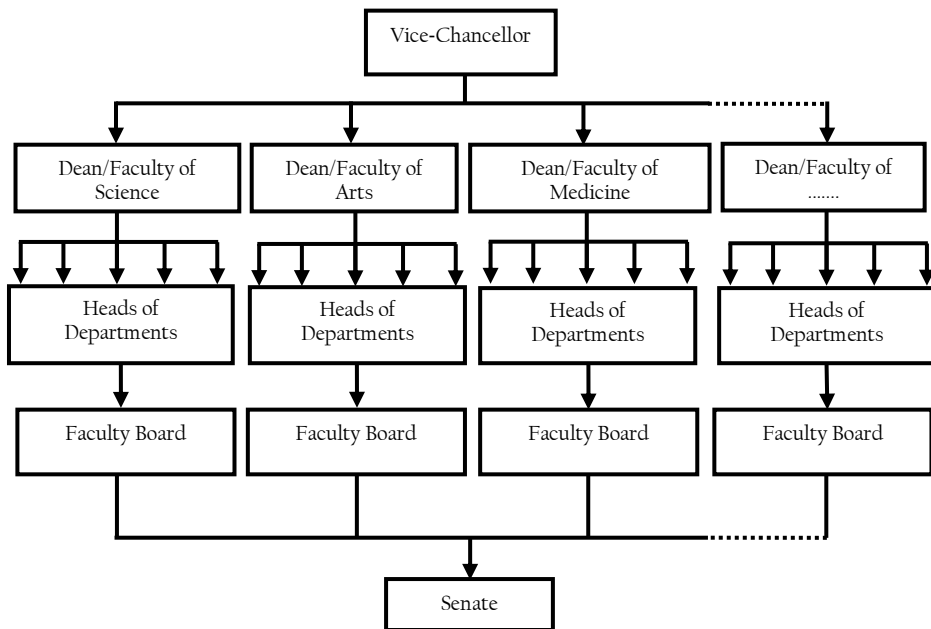 Vice-Chancellor
Dean/Faculty of
Science
Dean/Faculty of
Arts
Dean/Faculty of
Medicine
Dean/Faculty of
.......
Heads of
Departments
Heads of
Departments
Heads of
Departments
Heads of
Departments
Faculty Board
Faculty Board
Faculty Board
Faculty Board
Senate